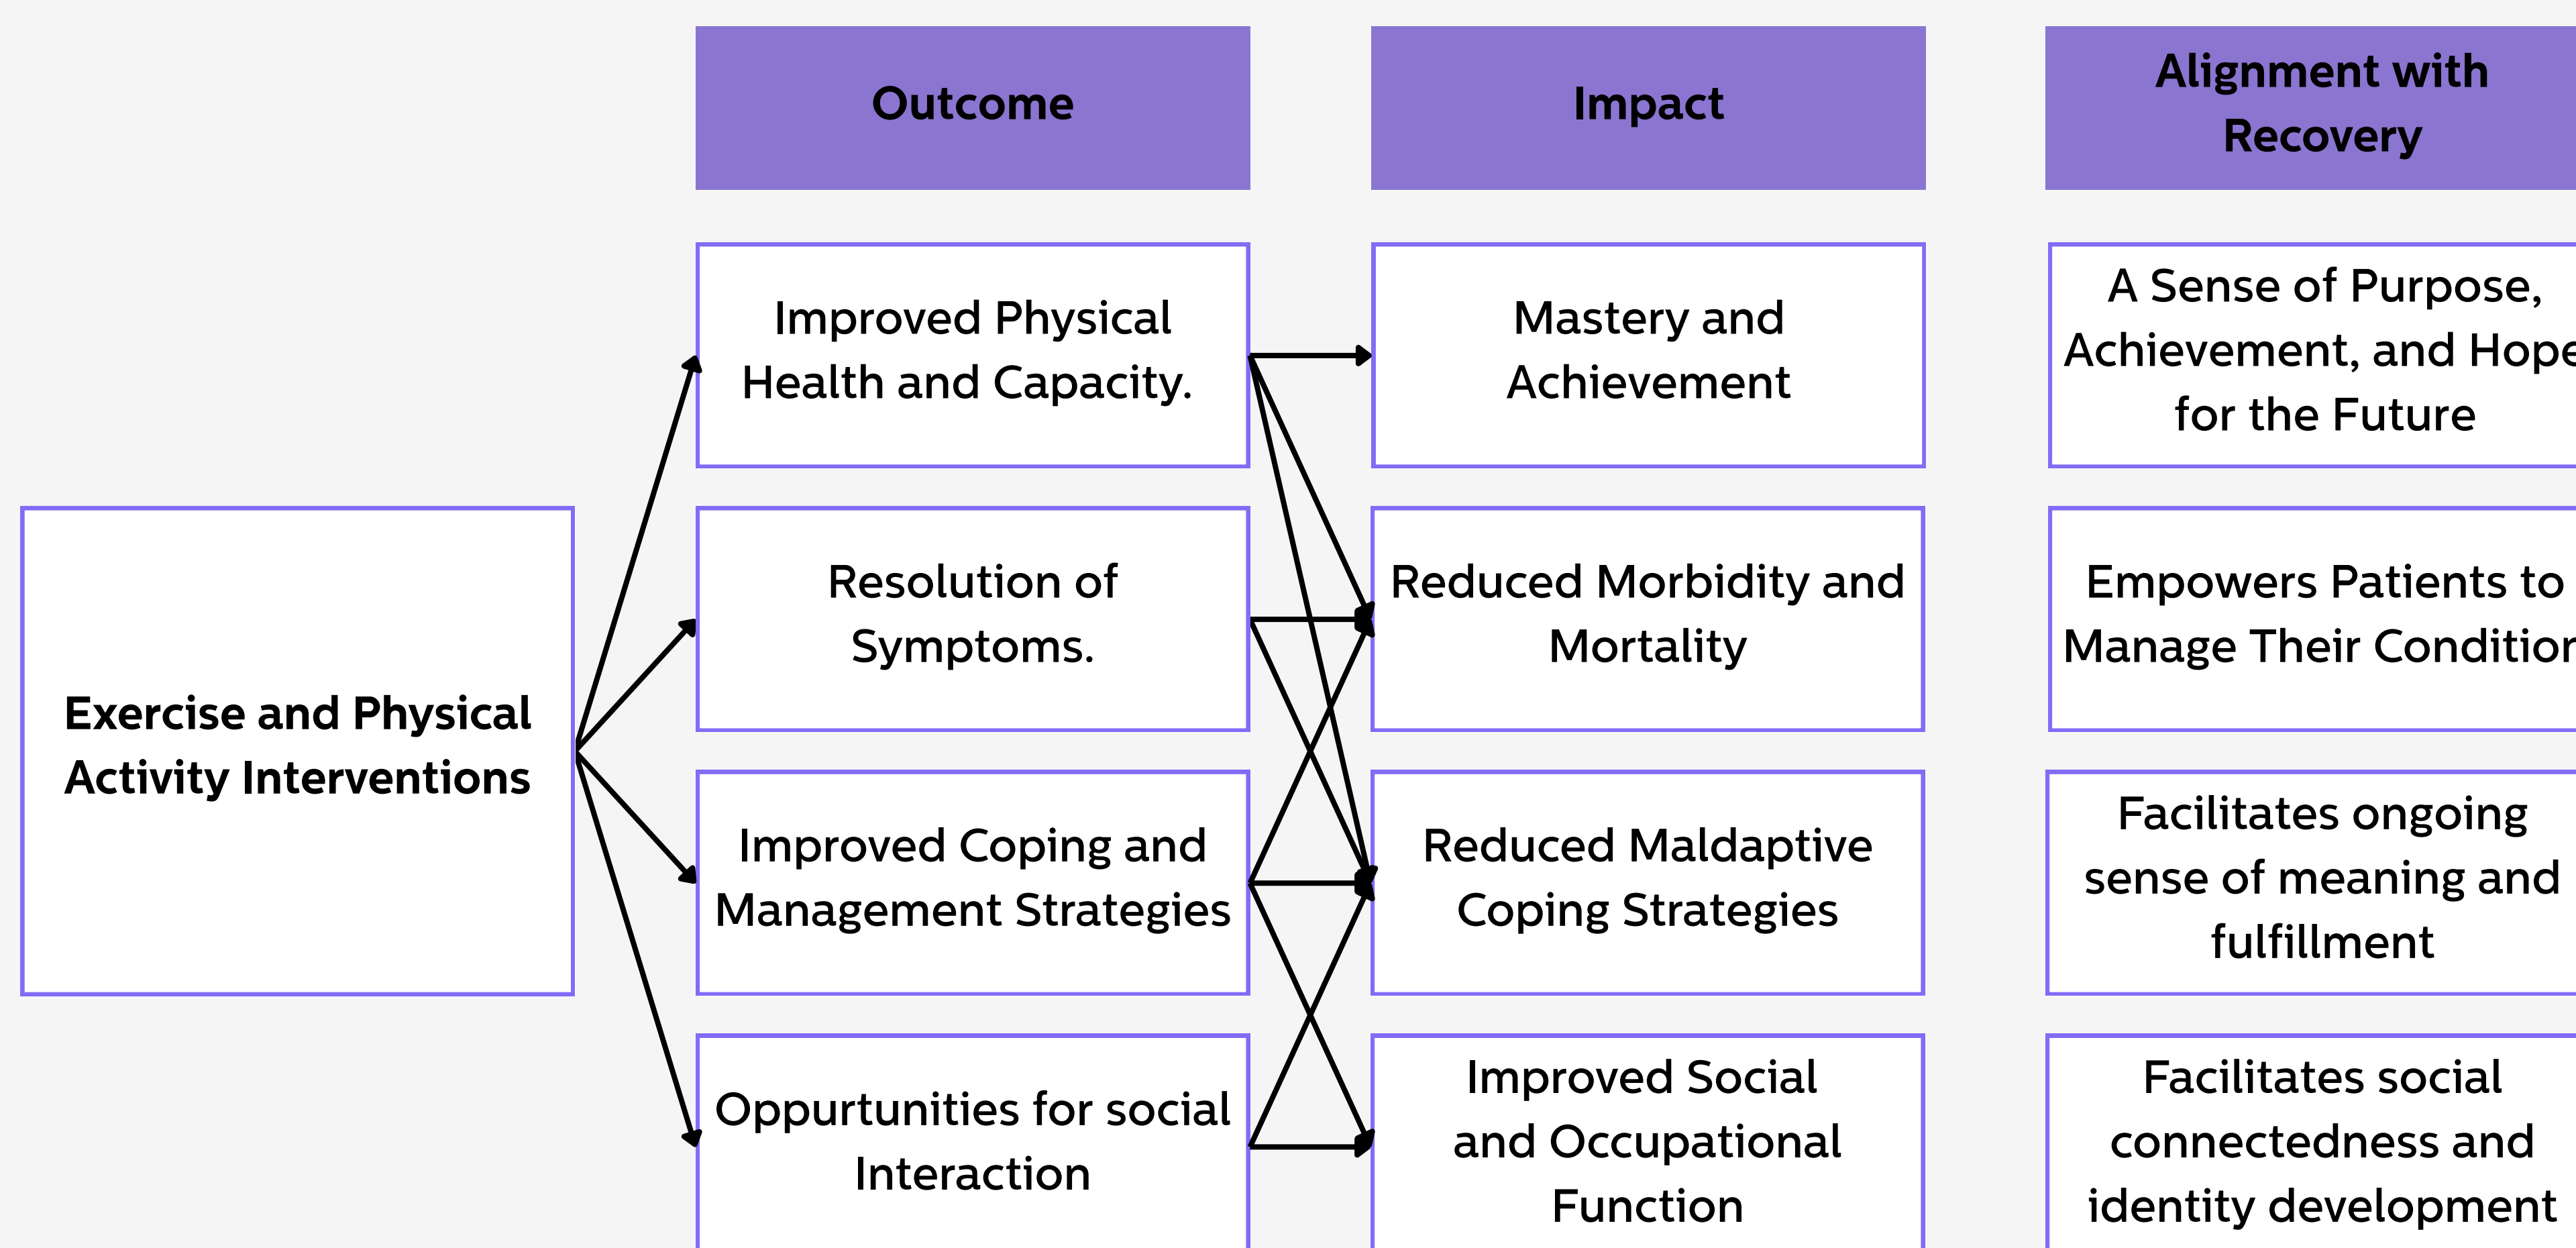 Outcome
Impact
Alignment with
Recovery
Improved Physical
Health and Capacity.
Mastery and
Achievement
A Sense of Purpose,
Achievement, and Hope
for the Future
Exercise and Physical
Activity Interventions
Resolution of
Symptoms.
Reduced Morbidity and
Mortality
Empowers Patients to
Manage Their Condition
Improved Coping and
Management Strategies
Reduced Maldaptive
Coping Strategies
Facilitates ongoing
sense of meaning and
fulfillment
Oppurtunities for social
Interaction
Improved Social
and Occupational
Function
Facilitates social
connectedness and
identity development